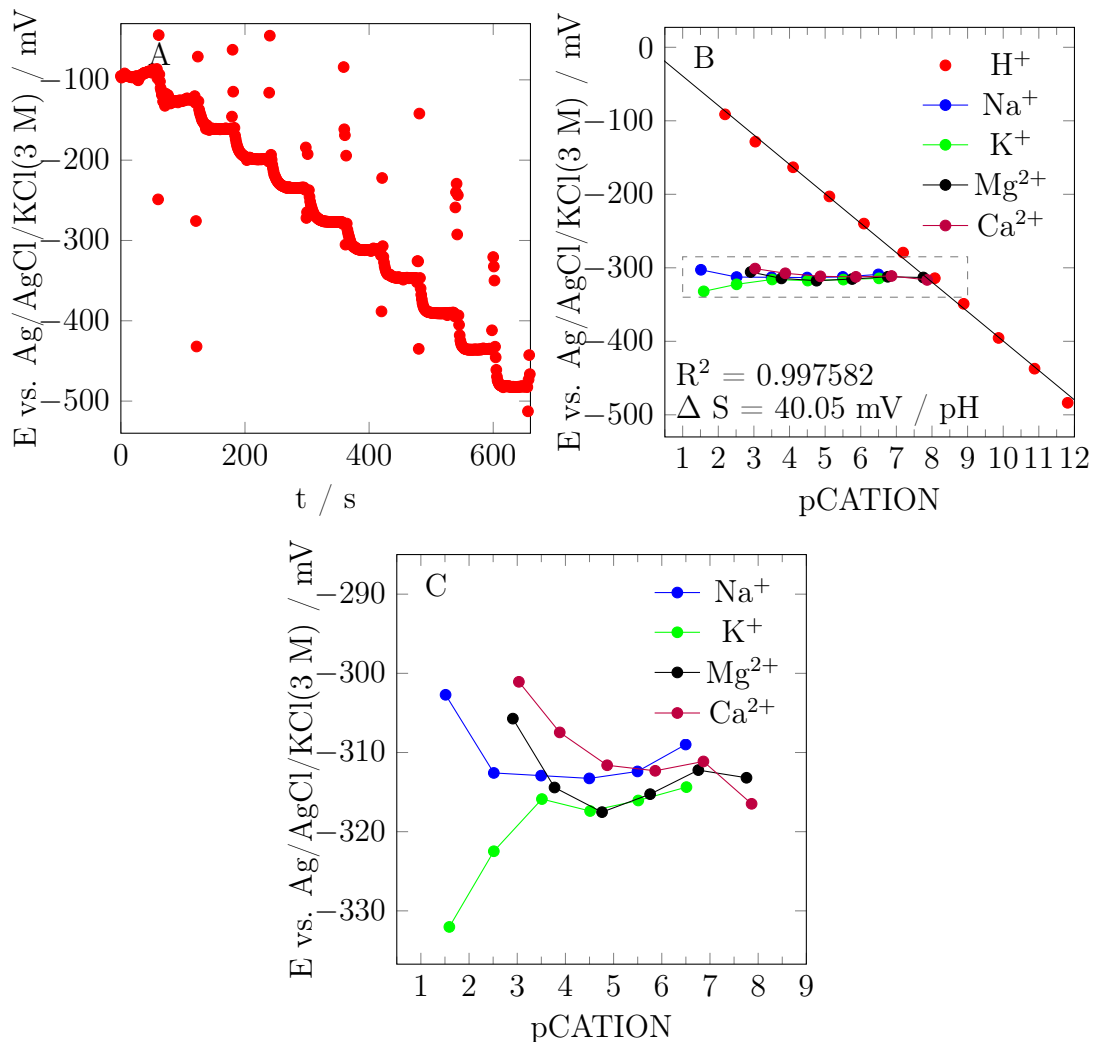 A
E vs. Ag/AgCl/KCl(3 M) / mV
−100
−200
−300
−400
−500
0
200
400
600
t / s
B
E vs. Ag/AgCl/KCl(3 M) / mV
0
−100
−200
−300
−400
−500
H⁺
Na⁺
K⁺
Mg²⁺
Ca²⁺
R² = 0.997582
Δ S = 40.05 mV / pH
1 2 3 4 5 6 7 8 9 10 11 12
pCATION
C
E vs. Ag/AgCl/KCl(3 M) / mV
−290
−300
−310
−320
−330
Na⁺
K⁺
Mg²⁺
Ca²⁺
1 2 3 4 5 6 7 8 9
pCATION